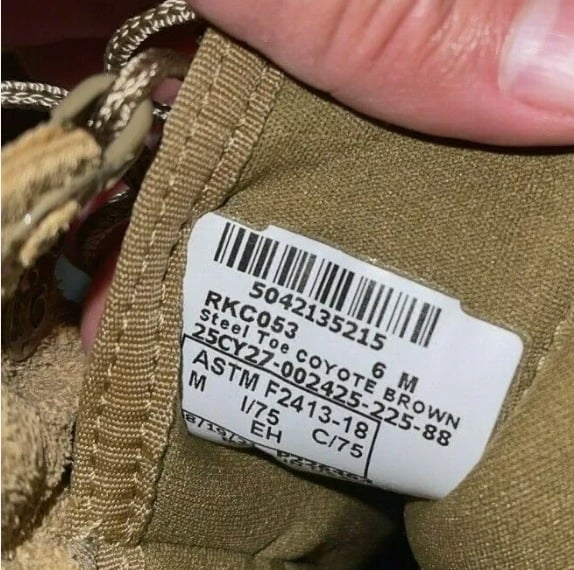 5042135215
RKC053 6 M
Steel Toe COYOTE BROWN
25CY27-002425-225-88
ASTM F2413-18
M I/75 C/75
EH